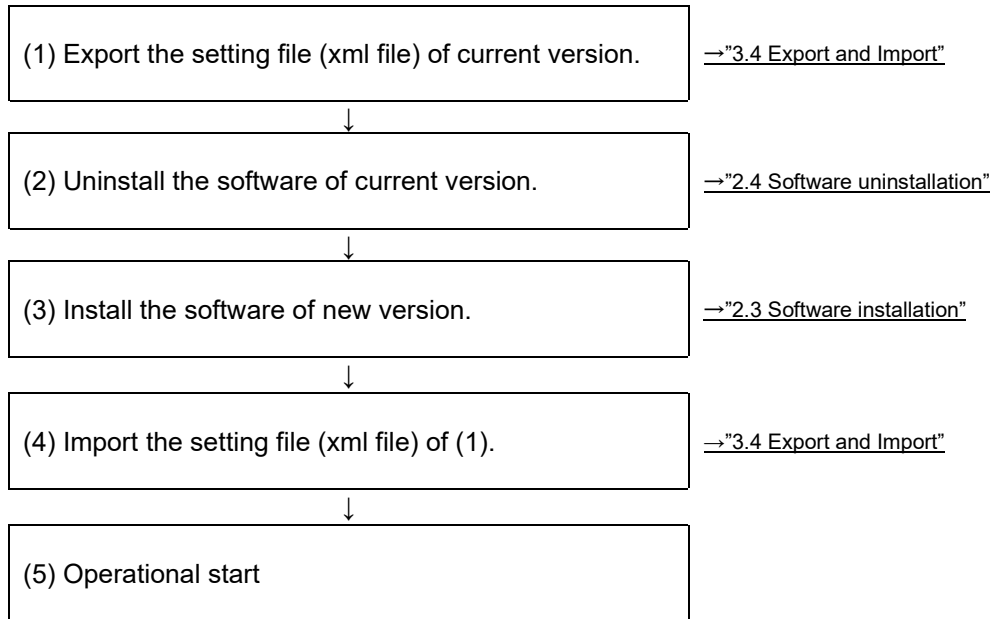 (1) Export the setting file (xml file) of current version.
→”3.4 Export and Import”
↓
(2) Uninstall the software of current version.
→”2.4 Software uninstallation”
↓
(3) Install the software of new version.
→”2.3 Software installation”
↓
(4) Import the setting file (xml file) of (1).
→”3.4 Export and Import”
↓
(5) Operational start